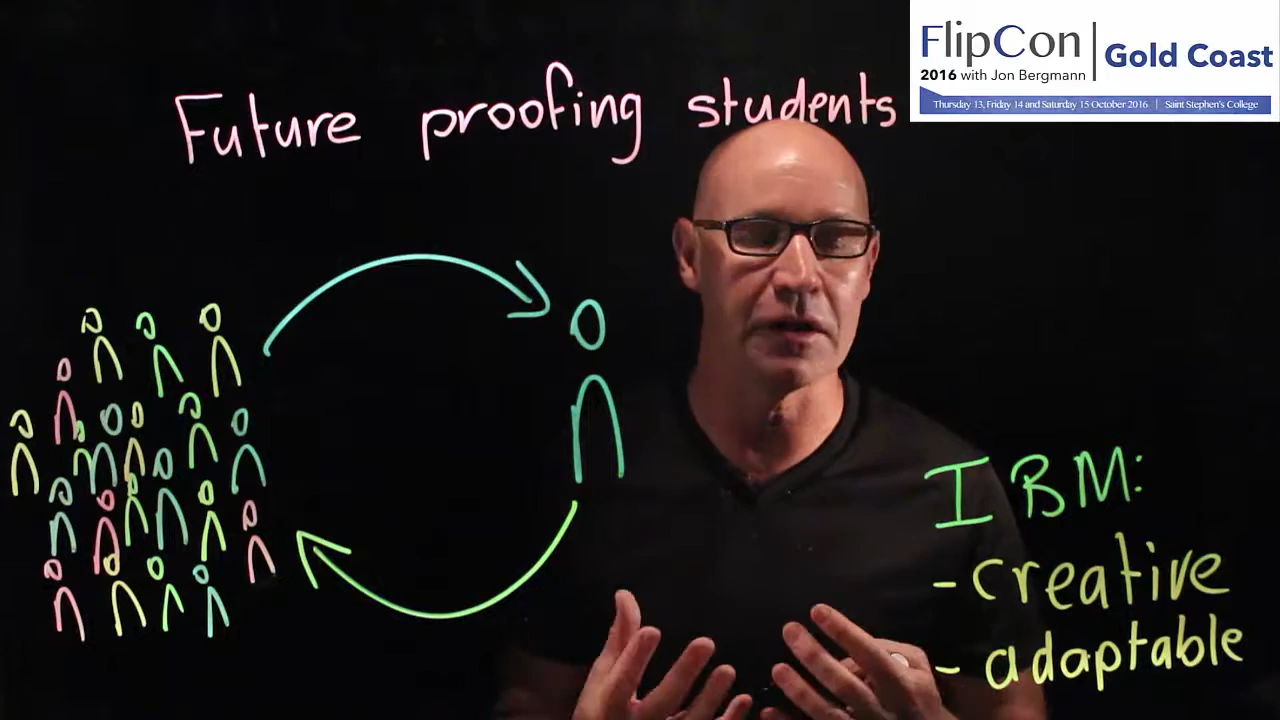 FlipCon Gold Coast
2016 with Jon Bergmann
Thursday 13, Friday 14 and Saturday 15 October 2016 | Saint Stephen's College
Future proofing students
IBM:
- creative
- adaptable